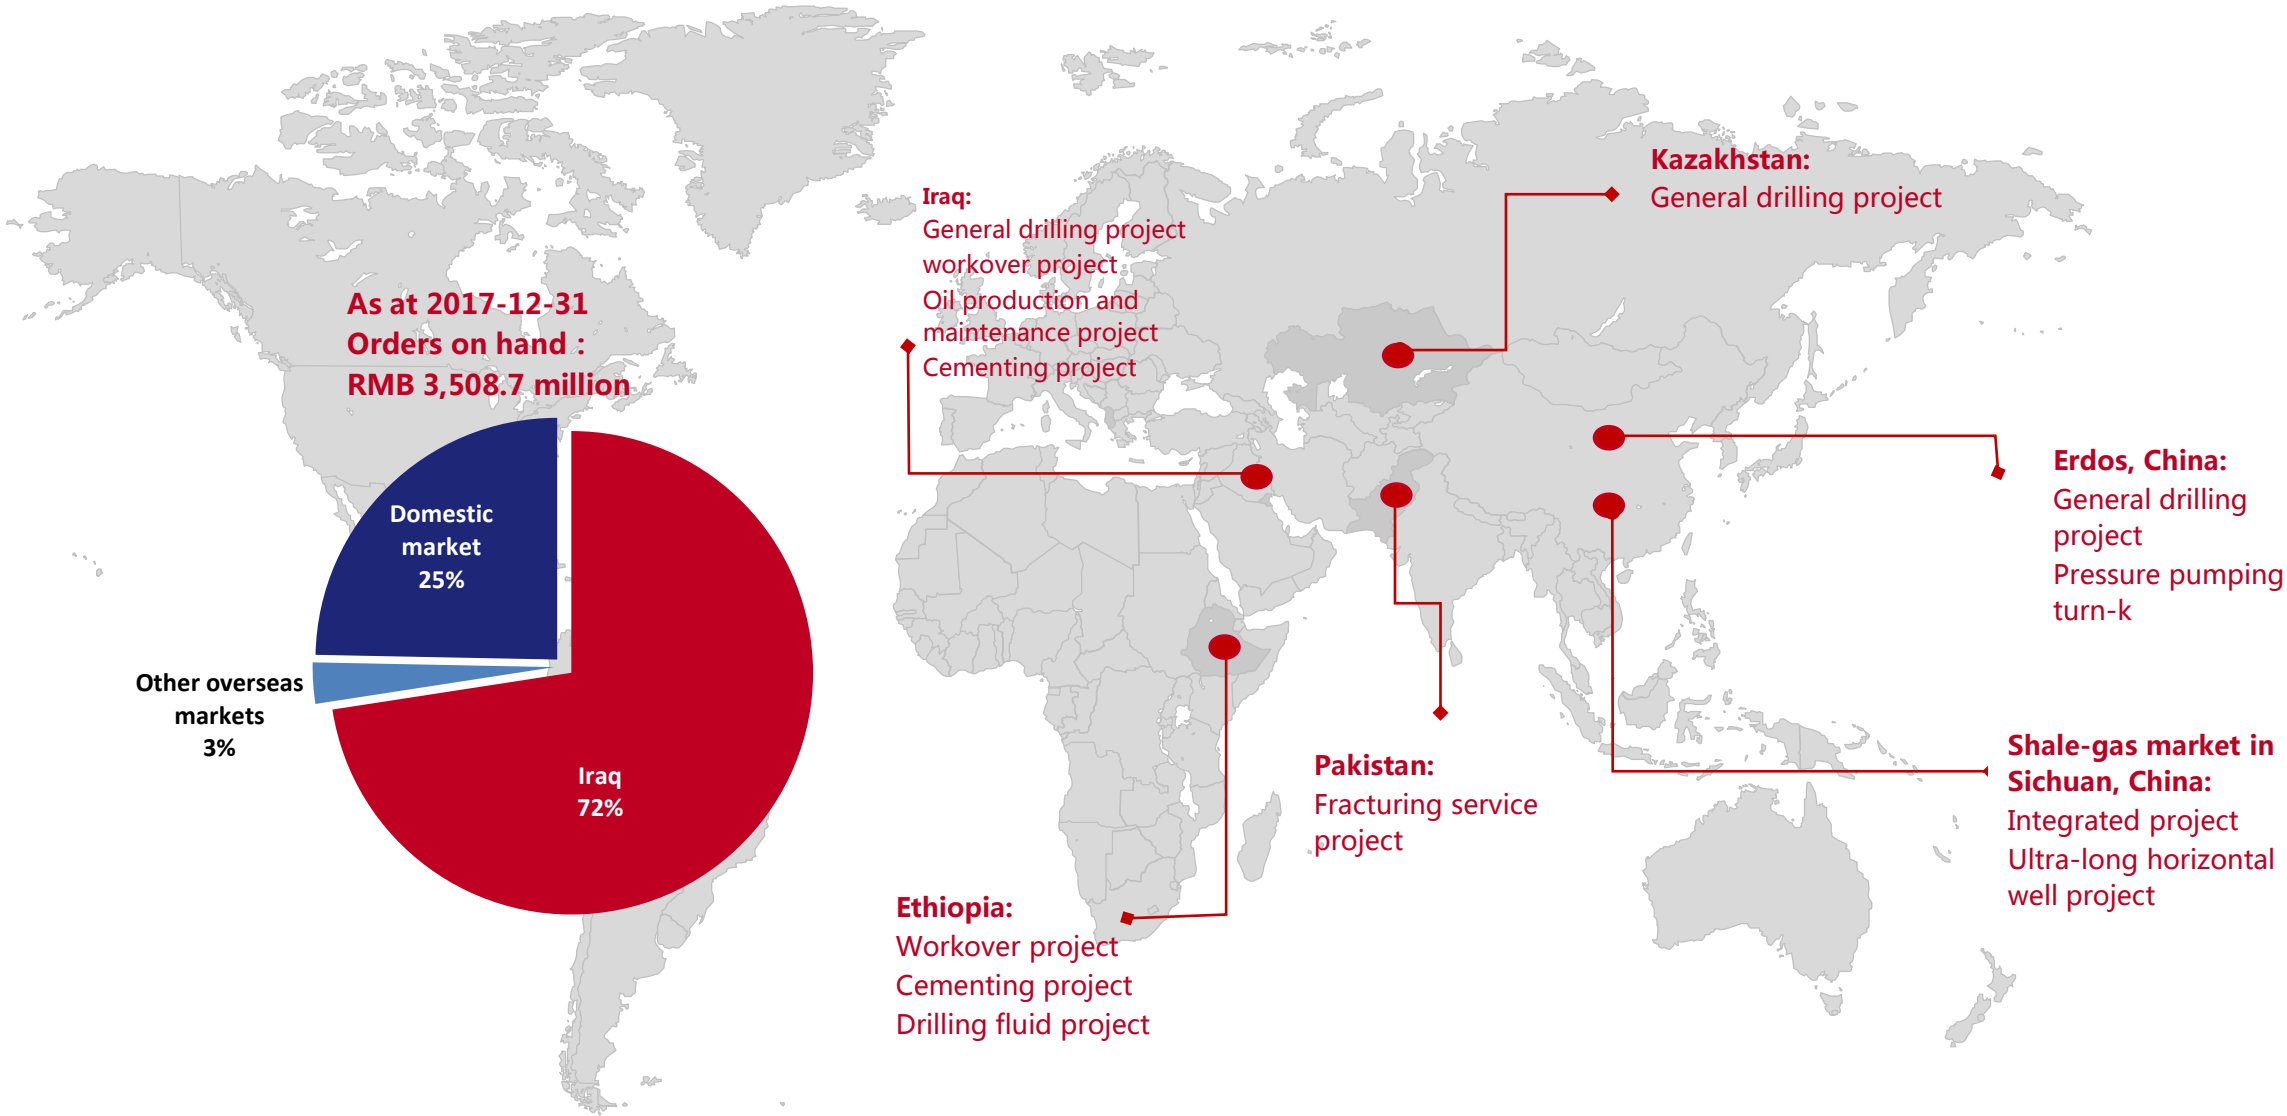 As at 2017-12-31
Orders on hand :
RMB 3,508.7 million
Domestic
market
25%
Other overseas
markets
3%
Iraq
72%
Iraq:
General drilling project
workover project
Oil production and
maintenance project
Cementing project
Kazakhstan:
General drilling project
Erdos, China:
General drilling
project
Pressure pumping
turn-k
Shale-gas market in
Sichuan, China:
Integrated project
Ultra-long horizontal
well project
Pakistan:
Fracturing service
project
Ethiopia:
Workover project
Cementing project
Drilling fluid project